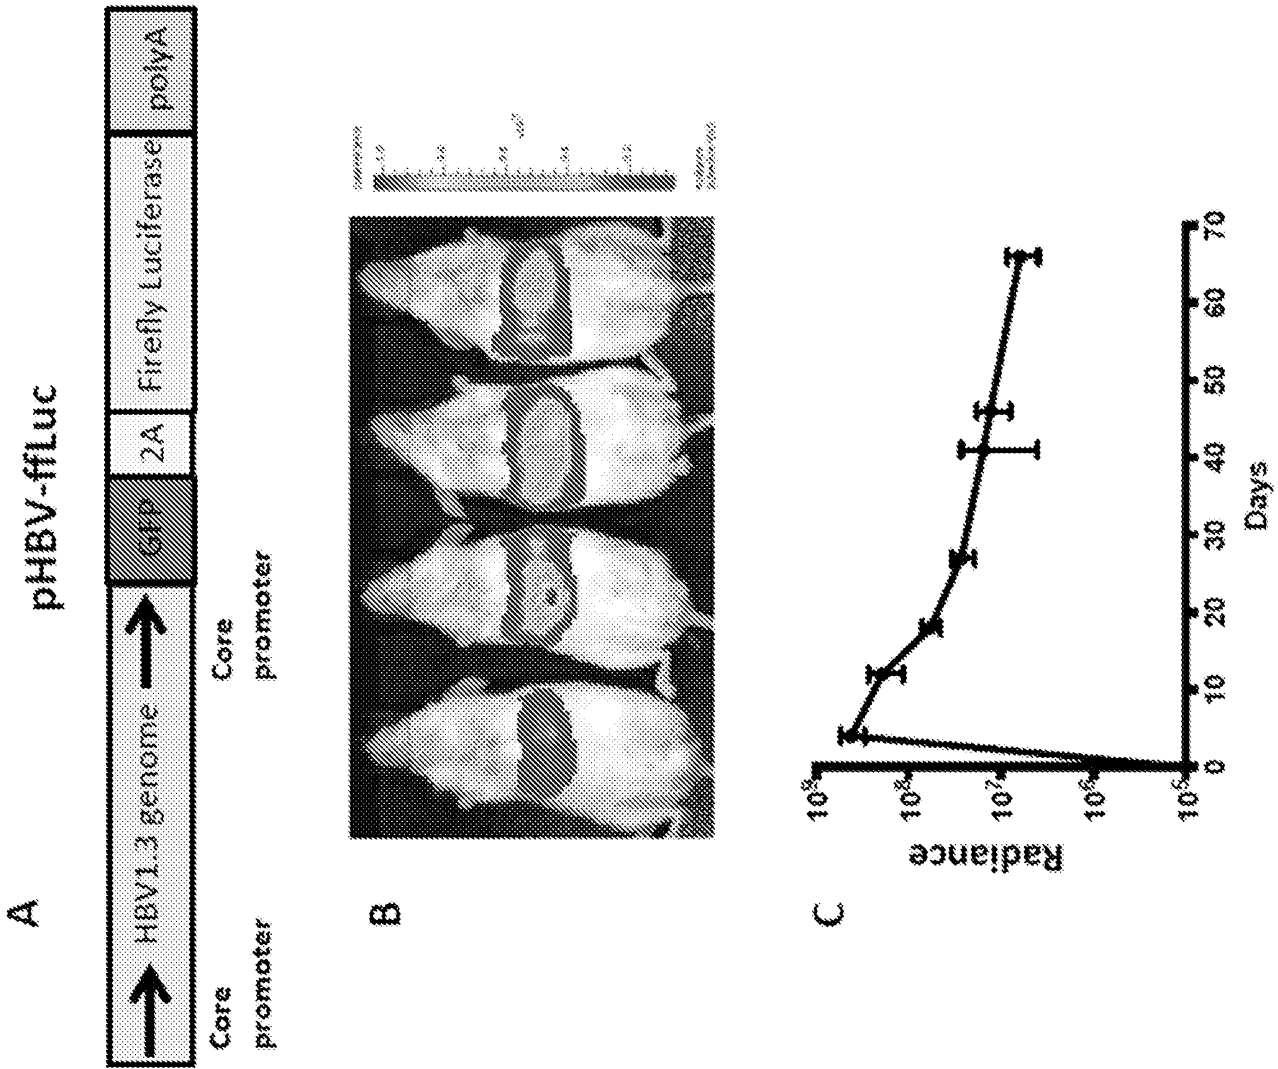 A
pHBV-ffLuc
HBV1.3 genome
GFP
2A
Firefly Luciferase
polyA
Core
promoter
Core
promoter
B
C
Radiance
10⁹
10⁸
10⁷
10⁶
10⁵
0
10
20
30
40
50
60
70
Days